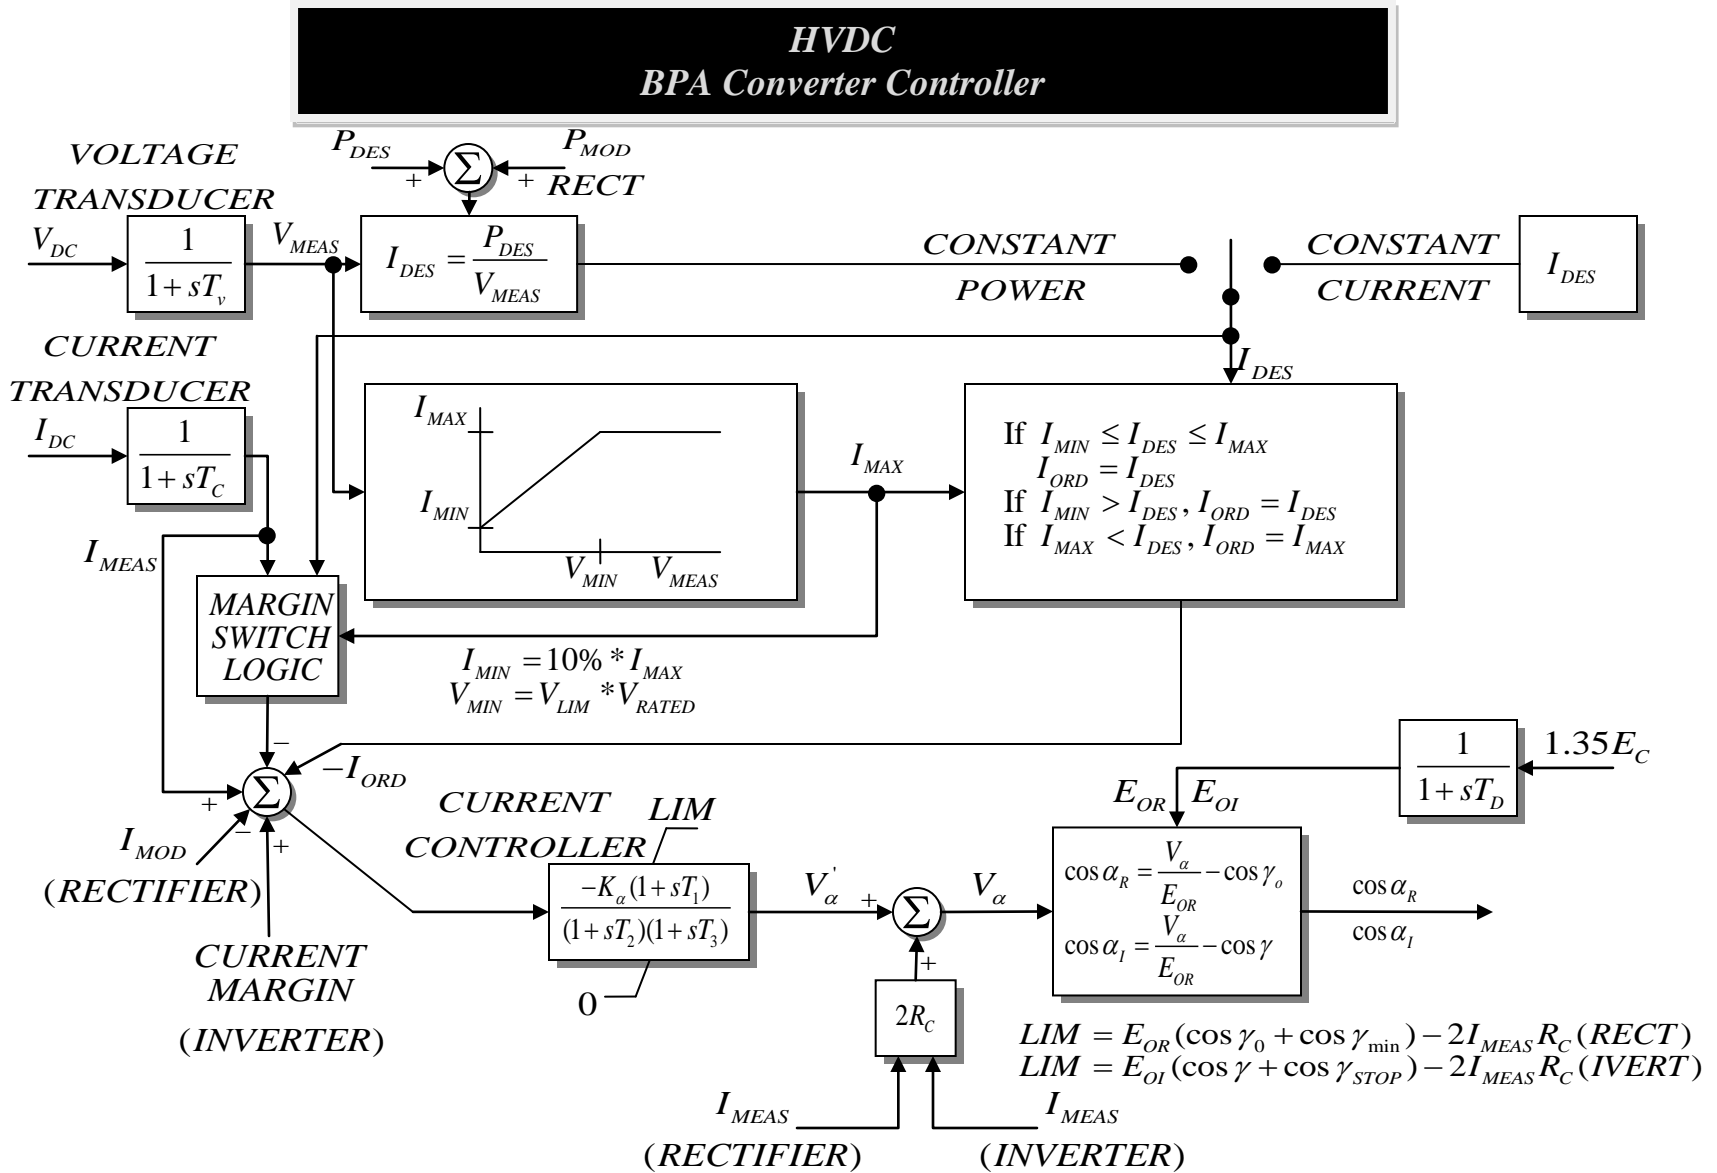 HVDC
BPA Converter Controller
VOLTAGE
TRANSDUCER
P_DES
+
Σ
+
P_MOD
RECT
V_DC
1
1 + sT_v
V_MEAS
I_DES = P_DES / V_MEAS
CONSTANT
POWER
CONSTANT
CURRENT
I_DES
CURRENT
TRANSDUCER
I_DC
1
1 + sT_C
I_MEAS
I_MAX
I_MIN
V_MIN
V_MEAS
I_MAX
I_DES
If I_MIN ≤ I_DES ≤ I_MAX
I_ORD = I_DES
If I_MIN > I_DES, I_ORD = I_DES
If I_MAX < I_DES, I_ORD = I_MAX
MARGIN
SWITCH
LOGIC
I_MIN = 10% * I_MAX
V_MIN = V_LIM * V_RATED
−
−I_ORD
Σ
+
−
+
I_MOD
(RECTIFIER)
CURRENT
MARGIN
(INVERTER)
CURRENT
CONTROLLER
LIM
−K_α(1 + sT_1)
(1 + sT_2)(1 + sT_3)
0
V_α'
+
Σ
+
V_α
2R_C
I_MEAS
(RECTIFIER)
I_MEAS
(INVERTER)
1
1 + sT_D
1.35E_C
E_OR
E_OI
cos α_R = V_α / E_OR − cos γ_o
cos α_I = V_α / E_OR − cos γ
cos α_R
cos α_I
LIM = E_OR(cos γ_0 + cos γ_min) − 2I_MEAS R_C (RECT)
LIM = E_OI(cos γ + cos γ_STOP) − 2I_MEAS R_C (IVERT)